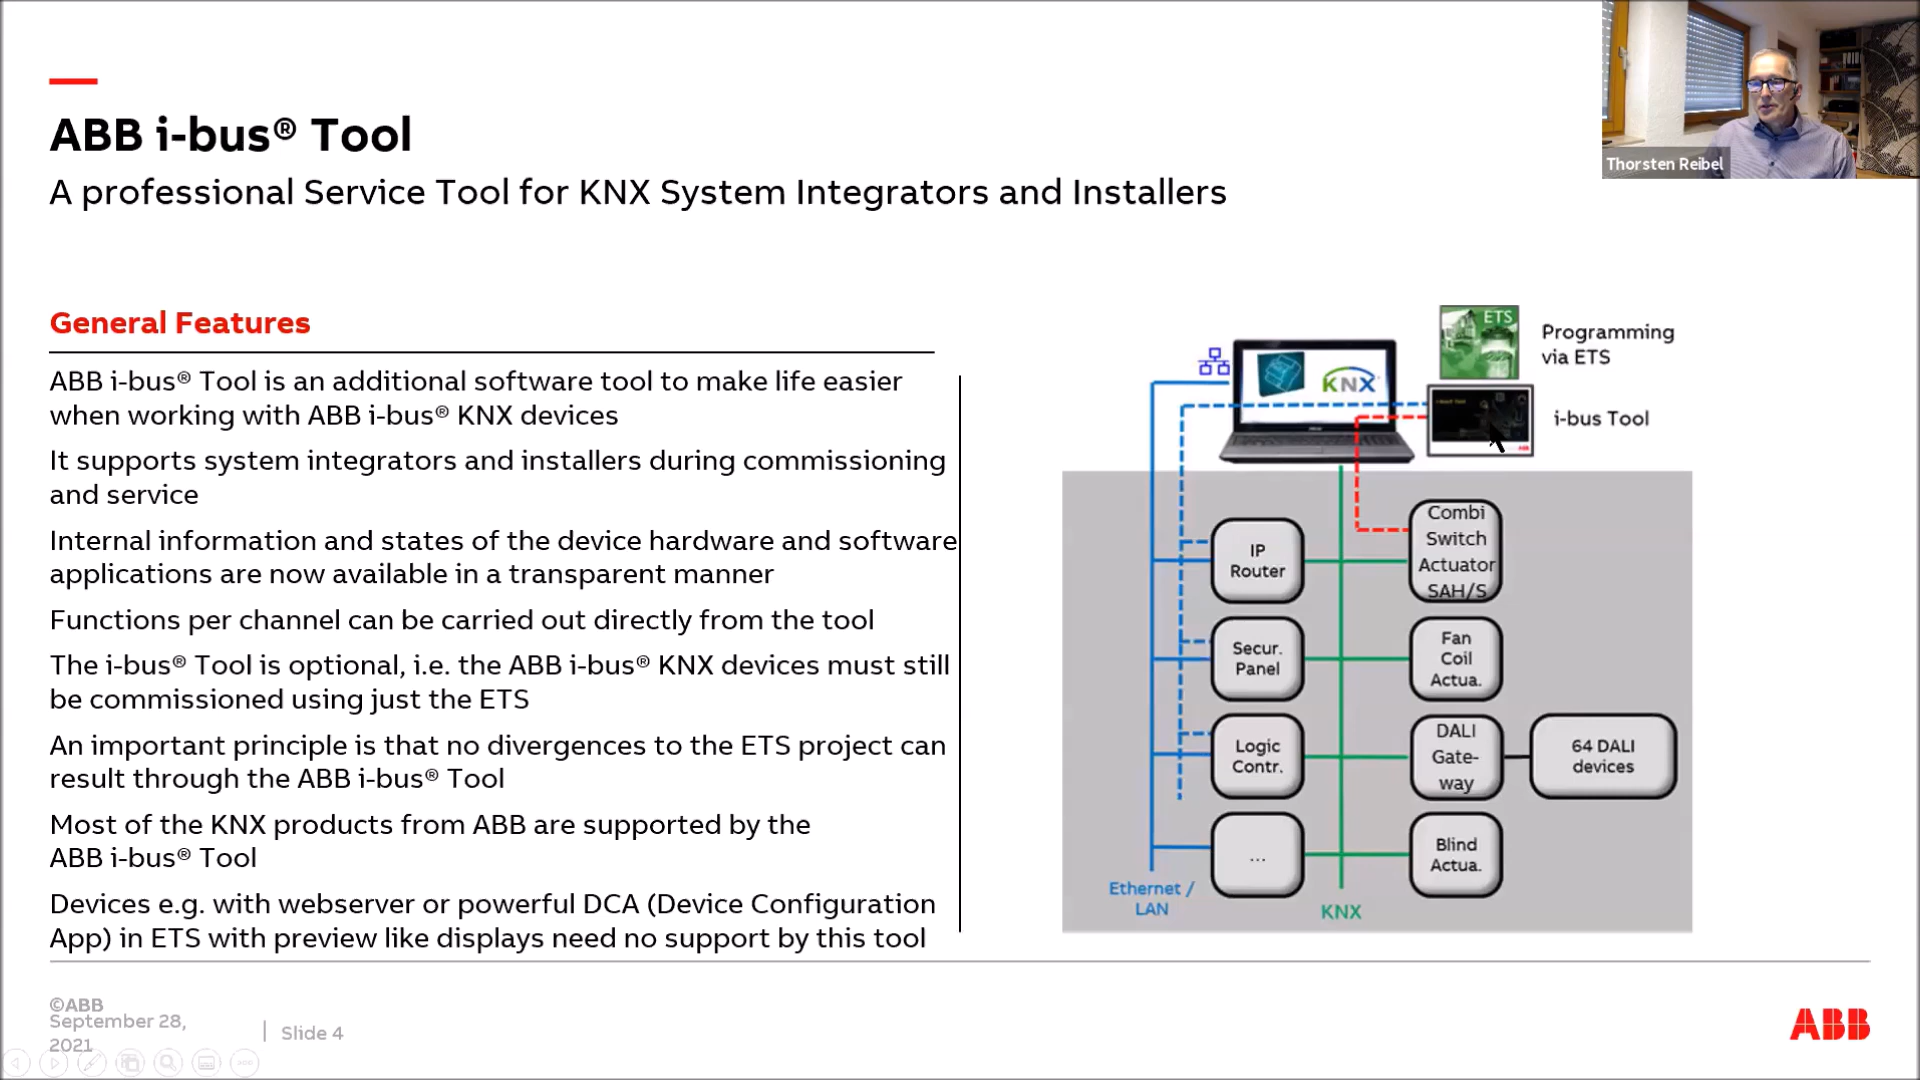 Thorsten Reibel
ABB i-bus® Tool
A professional Service Tool for KNX System Integrators and Installers
General Features
ABB i-bus® Tool is an additional software tool to make life easier
when working with ABB i-bus® KNX devices
It supports system integrators and installers during commissioning
and service
Internal information and states of the device hardware and software
applications are now available in a transparent manner
Functions per channel can be carried out directly from the tool
The i-bus® Tool is optional, i.e. the ABB i-bus® KNX devices must still
be commissioned using just the ETS
An important principle is that no divergences to the ETS project can
result through the ABB i-bus® Tool
Most of the KNX products from ABB are supported by the
ABB i-bus® Tool
Devices e.g. with webserver or powerful DCA (Device Configuration
App) in ETS with preview like displays need no support by this tool
ETS
Programming
via ETS
KNX
i-bus Tool
IP
Router
Combi
Switch
Actuator
SAH/S
Secur.
Panel
Fan
Coil
Actua.
Logic
Contr.
DALI
Gate-
way
64 DALI
devices
...
Blind
Actua.
Ethernet /
LAN
KNX
©ABB
September 28,
2021
Slide 4
ABB